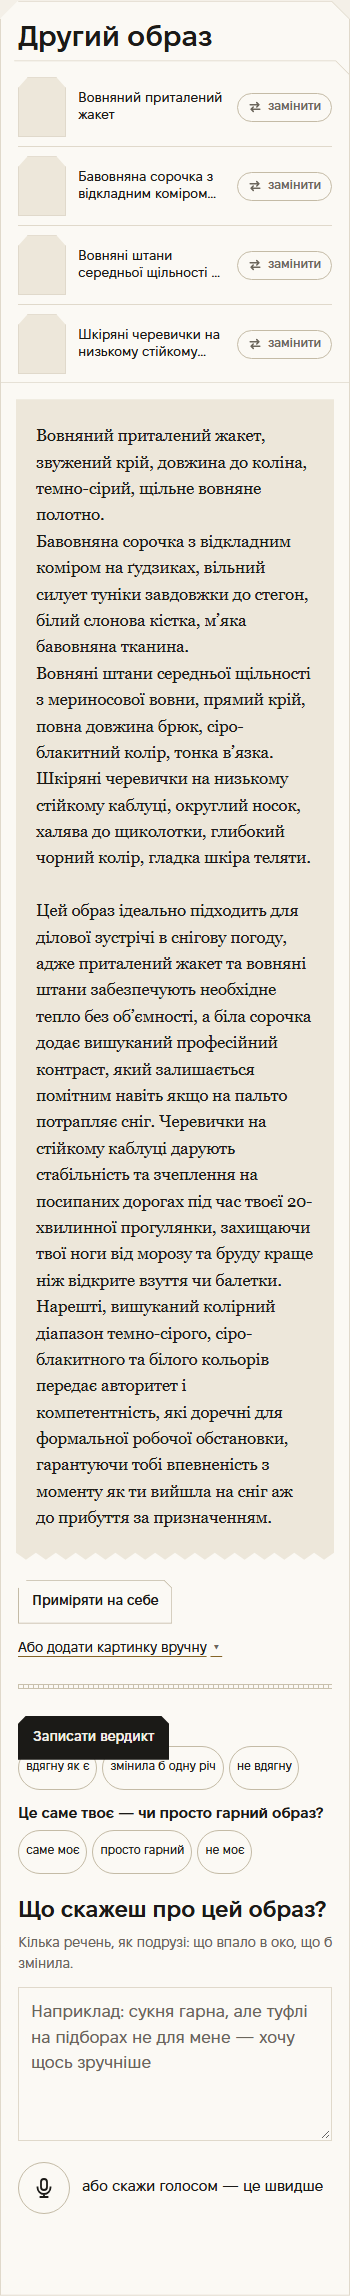 Другий образ
Вовняний приталений
жакет
замінити
Бавовняна сорочка з
відкладним коміром...
замінити
Вовняні штани
середньої щільності ...
замінити
Шкіряні черевички на
низькому стійкому...
замінити
Вовняний приталений жакет,
звужений крій, довжина до коліна,
темно-сірий, щільне вовняне
полотно.
Бавовняна сорочка з відкладним
коміром на ґудзиках, вільний
силует туніки завдовжки до стегон,
білий слонова кістка, м’яка
бавовняна тканина.
Вовняні штани середньої щільності
з мериносової вовни, прямий крій,
повна довжина брюк, сіро-
блакитний колір, тонка в’язка.
Шкіряні черевички на низькому
стійкому каблуці, округлий носок,
халява до щиколотки, глибокий
чорний колір, гладка шкіра теляти.
Цей образ ідеально підходить для
ділової зустрічі в снігову погоду,
адже приталений жакет та вовняні
штани забезпечують необхідне
тепло без об’ємності, а біла сорочка
додає вишуканий професійний
контраст, який залишається
помітним навіть якщо на пальто
потрапляє сніг. Черевички на
стійкому каблуці дарують
стабільність та зчеплення на
посипаних дорогах під час твоєї 20-
хвилинної прогулянки, захищаючи
твої ноги від морозу та бруду краще
ніж відкрите взуття чи балетки.
Нарешті, вишуканий колірний
діапазон темно-сірого, сіро-
блакитного та білого кольорів
передає авторитет і
компетентність, які доречні для
формальної робочої обстановки,
гарантуючи тобі впевненість з
моменту як ти вийшла на сніг аж
до прибуття за призначенням.
Приміряти на себе
Або додати картинку вручну
Записати вердикт
вдягну як є
змінила б одну річ
не вдягну
Це саме твоє — чи просто гарний образ?
саме моє
просто гарний
не моє
Що скажеш про цей образ?
Кілька речень, як подрузі: що впало в око, що б
змінила.
Наприклад: сукня гарна, але туфлі
на підборах не для мене — хочу
щось зручніше
або скажи голосом — це швидше